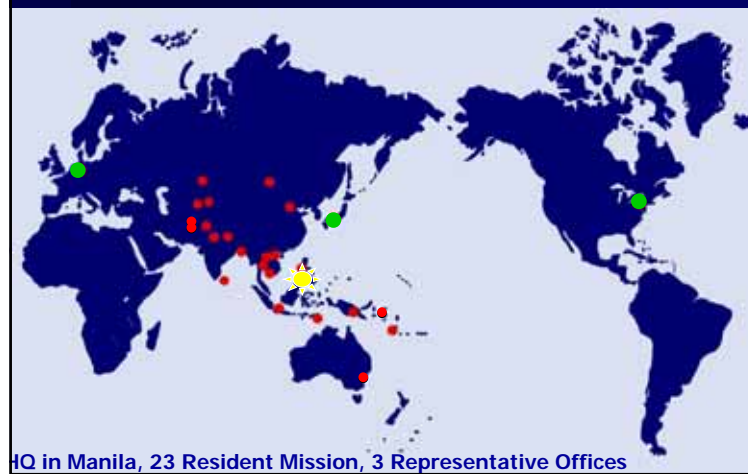 HQ in Manila, 23 Resident Mission, 3 Representative Offices